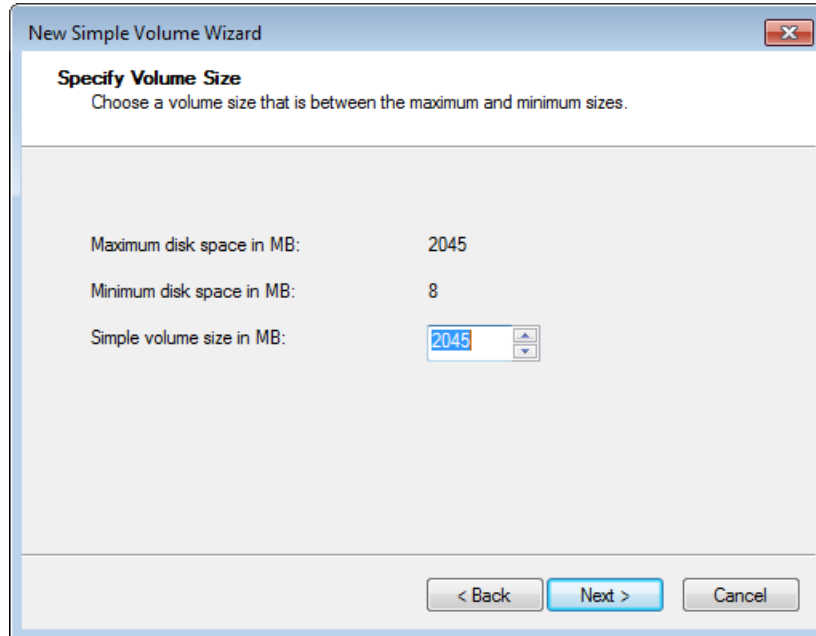 New Simple Volume Wizard
Specify Volume Size
Choose a volume size that is between the maximum and minimum sizes.
Maximum disk space in MB: 2045
Minimum disk space in MB: 8
Simple volume size in MB: 2045
< Back Next > Cancel